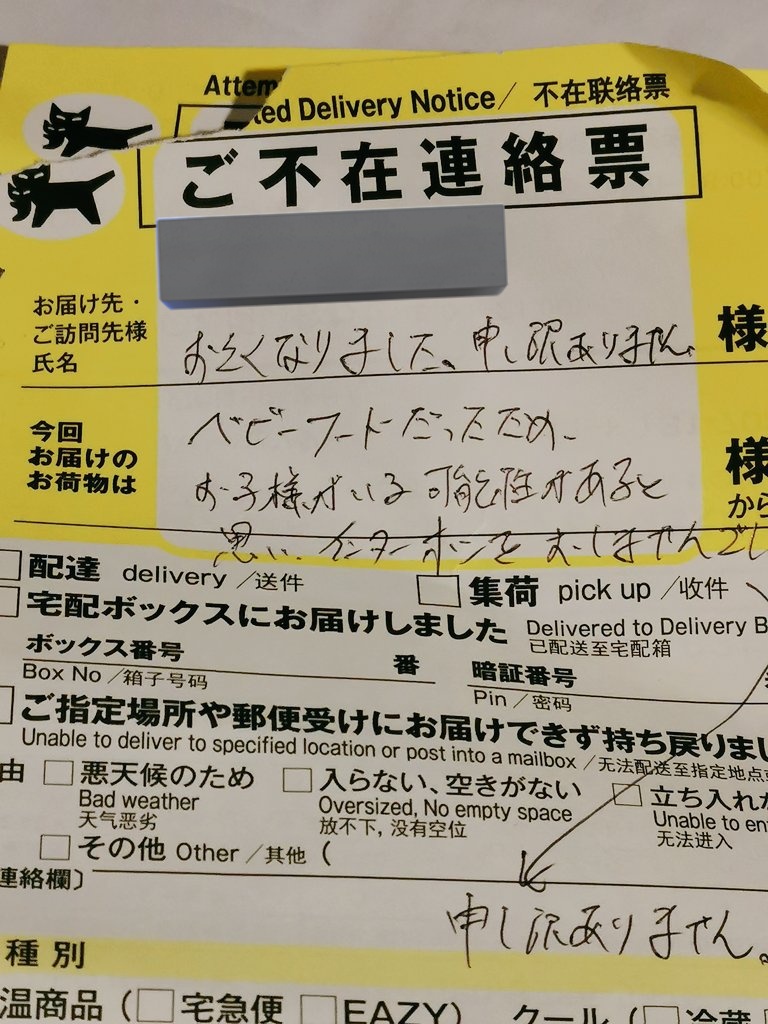 Attem
ted Delivery Notice / 不在联络票
ご不在連絡票
お届け先・
ご訪問先様
氏名
おそくなりました、申し訳ありません。
様
今回
お届けの
お荷物は
ベビーフードだったため、
お子様がいる可能性があると
思い、インターホンをおしませんでし
様
から
配達 delivery /送件
集荷 pick up /收件
宅配ボックスにお届けしました Delivered to Delivery B
已配送至宅配箱
ボックス番号 番
Box No /箱子号码
暗証番号
Pin /密码
ご指定場所や郵便受けにお届けできず持ち戻りまし
Unable to deliver to specified location or post into a mailbox /无法配送至指定地点
由
悪天候のため
Bad weather
天气恶劣
入らない、空きがない
Oversized, No empty space
放不下, 没有空位
立ち入れ
Unable to en
无法进入
その他 Other /其他 (
連絡欄〕
申し訳ありません。
種別
温商品 (宅急便 EAZY) クール (冷蔵